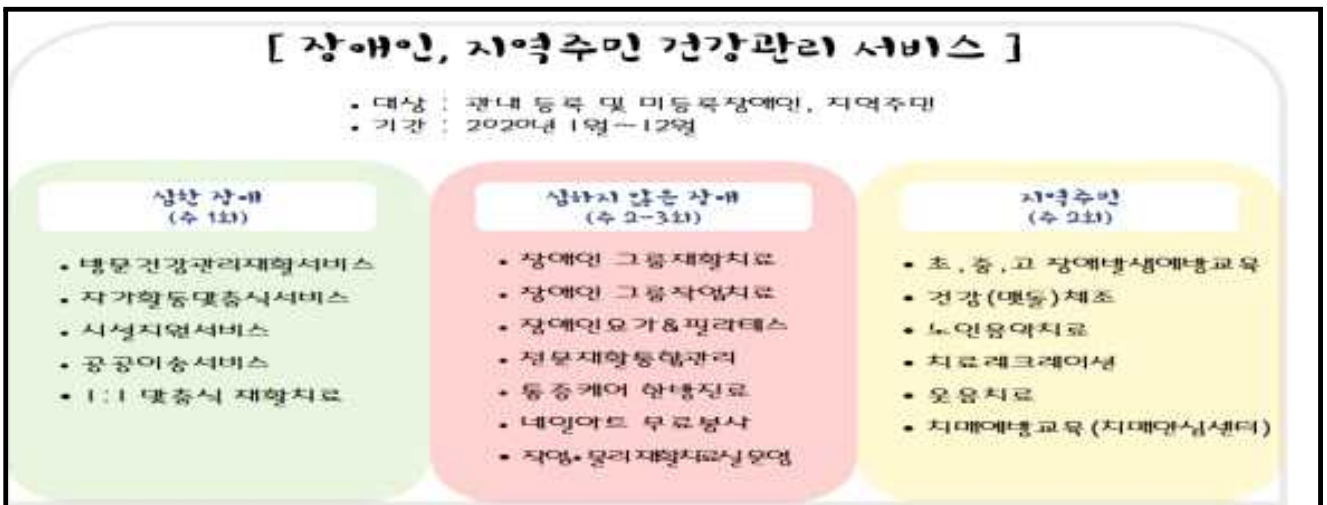 [ 장애인, 지역주민 건강관리 서비스 ]
• 대상 : 관내 등록 및 미등록장애인, 지역주민
• 기간 : 2020년 1월~12월
심한 장애
(주 1회)
• 방문건강관리재활서비스
• 자가활동맞춤식서비스
• 시설지원서비스
• 공공이송서비스
• 1:1 맞춤식 재활치료
심하지 않은 장애
(주 2-3회)
• 장애인 그룹재활치료
• 장애인 그룹작업치료
• 장애인요가&필라테스
• 전문재활통합관리
• 통증케어 한방진료
• 네일아트 무료봉사
• 작업•물리재활치료실운영
지역주민
(주 2회)
• 초,중,고 장애발생예방교육
• 건강(맷돌)체조
• 노인음악치료
• 치료레크레이션
• 웃음치료
• 치매예방교육(치매안심센터)